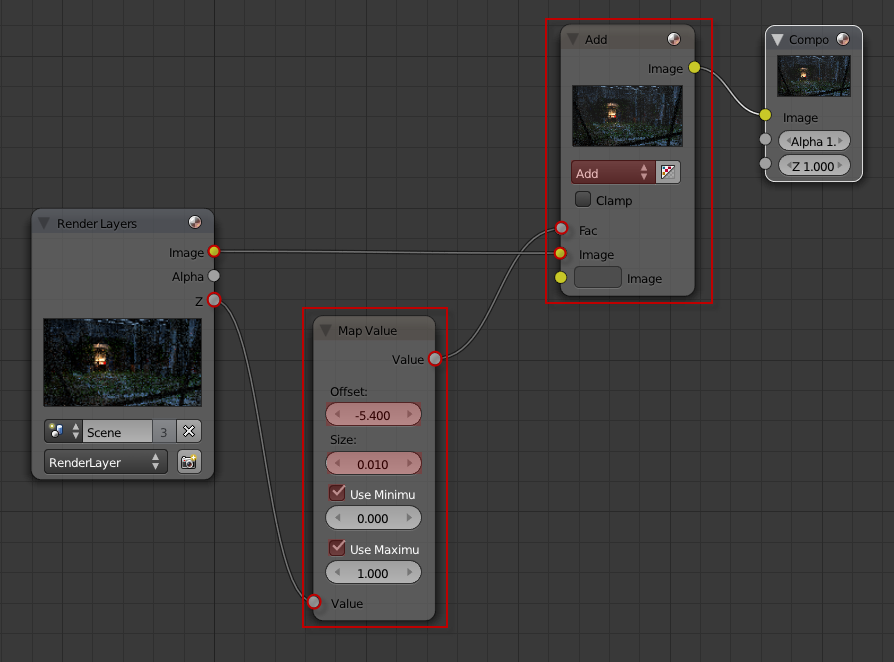 Render Layers
Image
Alpha
Z
Scene
3
RenderLayer
Map Value
Value
Offset:
-5.400
Size:
0.010
Use Minimu
0.000
Use Maximu
1.000
Value
Add
Image
Add
Clamp
Fac
Image
Image
Compo
Image
Alpha 1.
Z 1.000